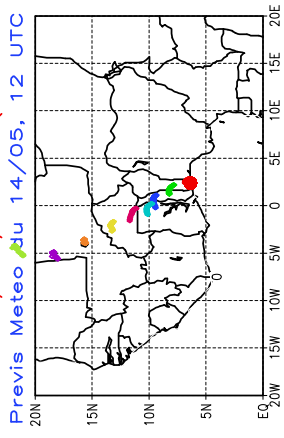 Previs Meteo du 14/05, 12 UTC
20N
15N
10N
5N
EQ
20W
15W
10W
5W
0
5E
10E
15E
20E
0